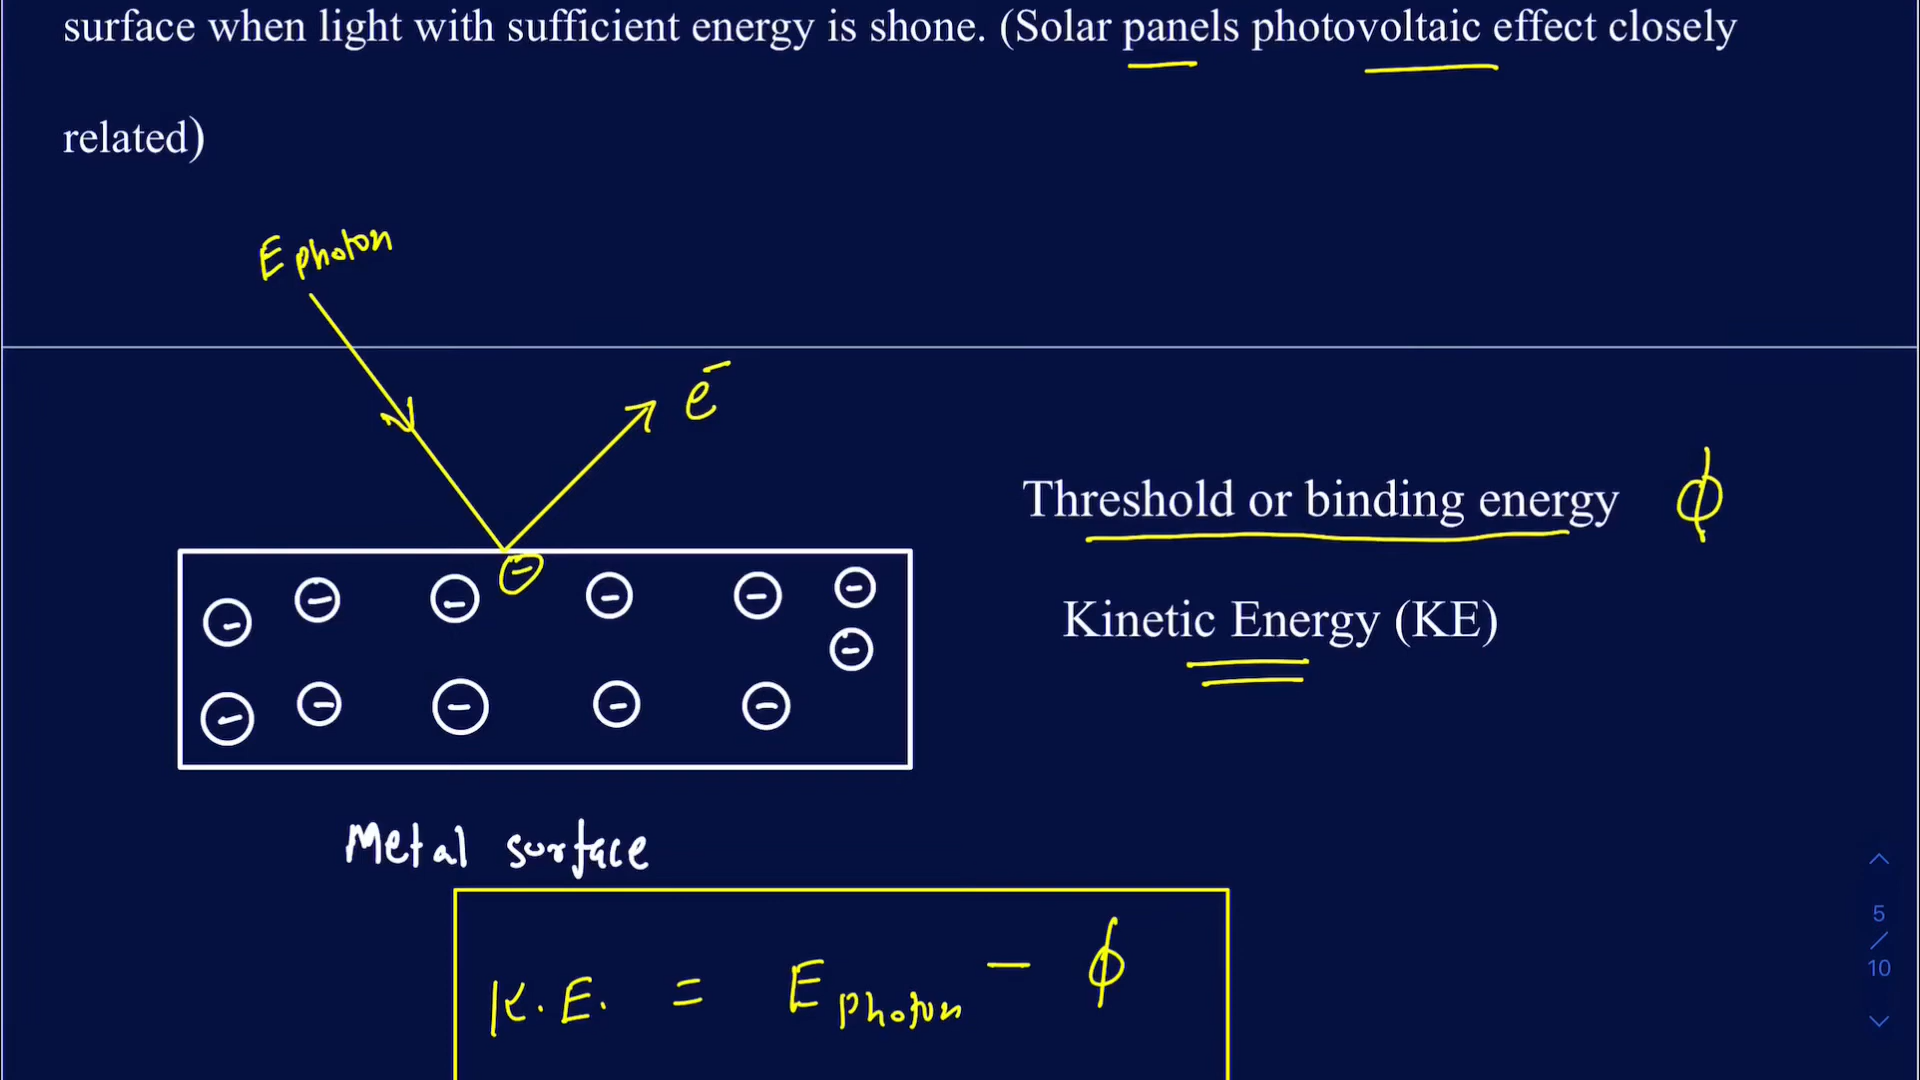 surface when light with sufficient energy is shone. (Solar panels photovoltaic effect closely
related)
E photon
e⁻
Threshold or binding energy ϕ
Kinetic Energy (KE)
Metal surface
K.E. = E photon − ϕ
5
/
10